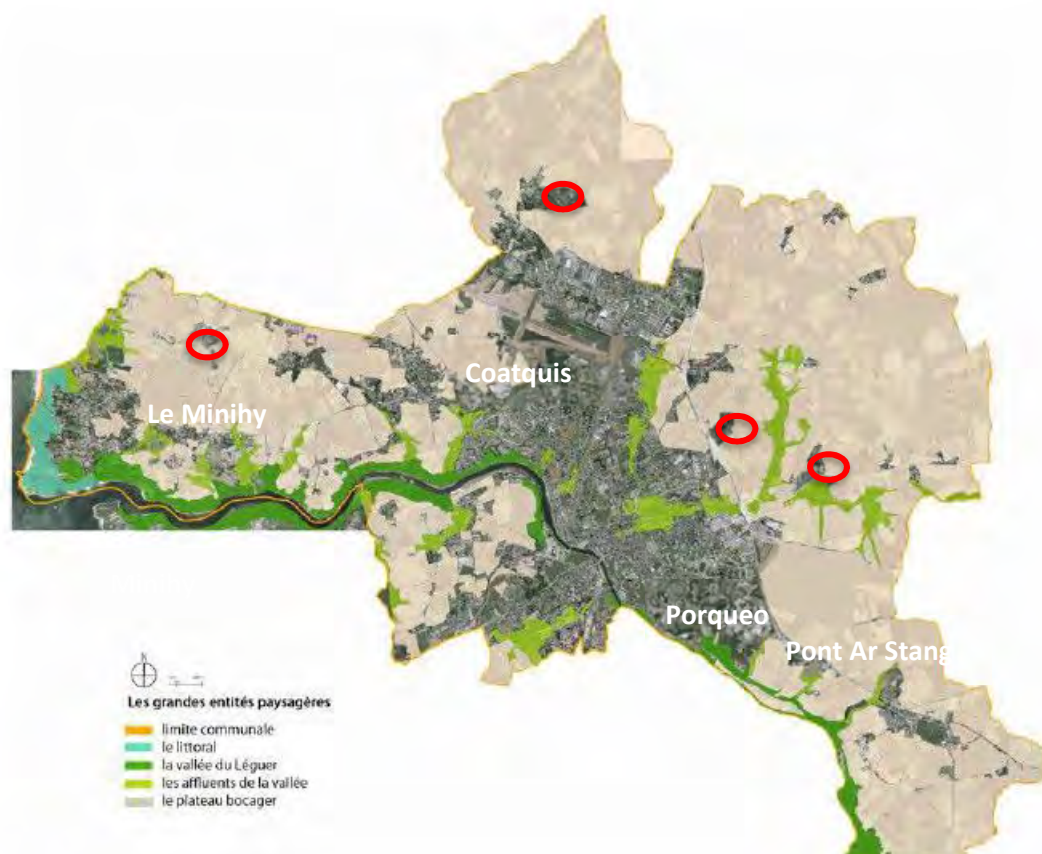 Coatquis
Le Minihy
Porqueo
Pont Ar Stang
N
Les grandes entités paysagères
limite communale
le littoral
la vallée du Léguer
les affluents de la vallée
le plateau bocager